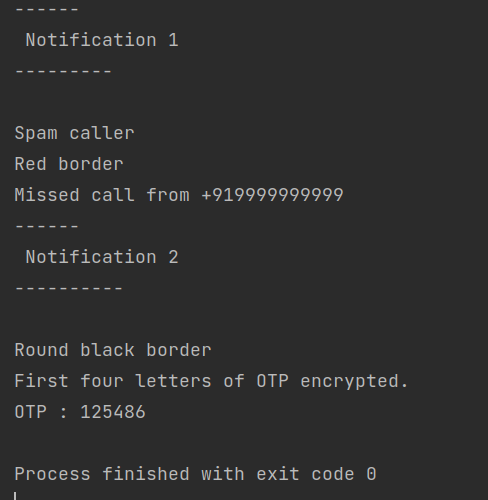 ------
 Notification 1
---------

Spam caller
Red border
Missed call from +919999999999
------
 Notification 2
----------

Round black border
First four letters of OTP encrypted.
OTP : 125486

Process finished with exit code 0